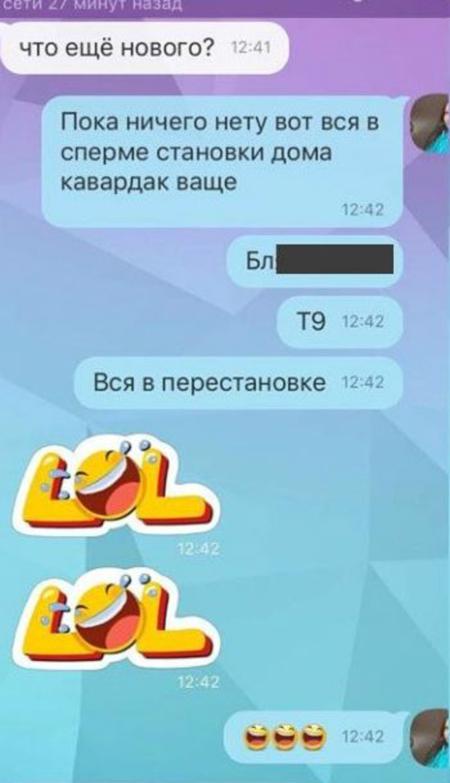 сети 27 минут назад
что ещё нового? 12:41
Пока ничего нету вот вся в
сперме становки дома
кавардак ваще
12:42
Бл
Т9 12:42
Вся в перестановке 12:42
LOL
12:42
LOL
12:42
12:42